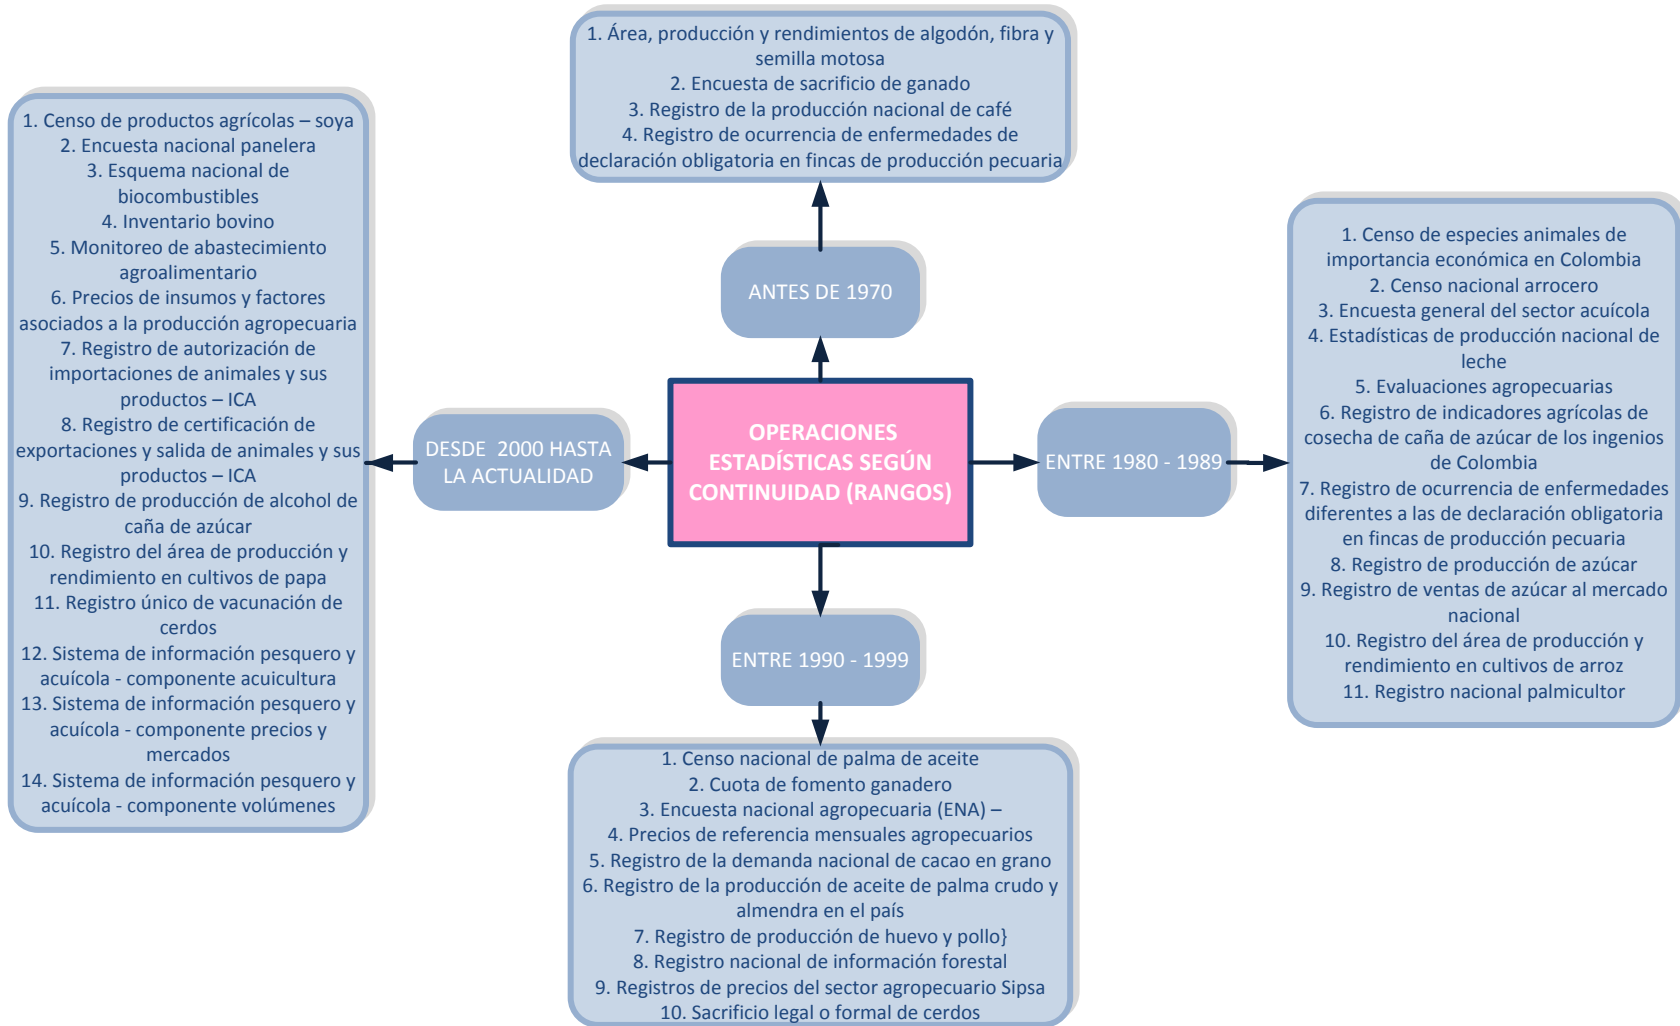 1. Área, producción y rendimientos de algodón, fibra y
semilla motosa
2. Encuesta de sacrificio de ganado
3. Registro de la producción nacional de café
4. Registro de ocurrencia de enfermedades de
declaración obligatoria en fincas de producción pecuaria
1. Censo de productos agrícolas – soya
2. Encuesta nacional panelera
3. Esquema nacional de
biocombustibles
4. Inventario bovino
5. Monitoreo de abastecimiento
agroalimentario
6. Precios de insumos y factores
asociados a la producción agropecuaria
7. Registro de autorización de
importaciones de animales y sus
productos – ICA
8. Registro de certificación de
exportaciones y salida de animales y sus
productos – ICA
9. Registro de producción de alcohol de
caña de azúcar
10. Registro del área de producción y
rendimiento en cultivos de papa
11. Registro único de vacunación de
cerdos
12. Sistema de información pesquero y
acuícola - componente acuicultura
13. Sistema de información pesquero y
acuícola - componente precios y
mercados
14. Sistema de información pesquero y
acuícola - componente volúmenes
ANTES DE 1970
DESDE  2000 HASTA
LA ACTUALIDAD
OPERACIONES
ESTADÍSTICAS SEGÚN
CONTINUIDAD (RANGOS)
ENTRE 1980 - 1989
1. Censo de especies animales de
importancia económica en Colombia
2. Censo nacional arrocero
3. Encuesta general del sector acuícola
4. Estadísticas de producción nacional de
leche
5. Evaluaciones agropecuarias
6. Registro de indicadores agrícolas de
cosecha de caña de azúcar de los ingenios
de Colombia
7. Registro de ocurrencia de enfermedades
diferentes a las de declaración obligatoria
en fincas de producción pecuaria
8. Registro de producción de azúcar
9. Registro de ventas de azúcar al mercado
nacional
10. Registro del área de producción y
rendimiento en cultivos de arroz
11. Registro nacional palmicultor
ENTRE 1990 - 1999
1. Censo nacional de palma de aceite
2. Cuota de fomento ganadero
3. Encuesta nacional agropecuaria (ENA) –
4. Precios de referencia mensuales agropecuarios
5. Registro de la demanda nacional de cacao en grano
6. Registro de la producción de aceite de palma crudo y
almendra en el país
7. Registro de producción de huevo y pollo}
8. Registro nacional de información forestal
9. Registros de precios del sector agropecuario Sipsa
10. Sacrificio legal o formal de cerdos